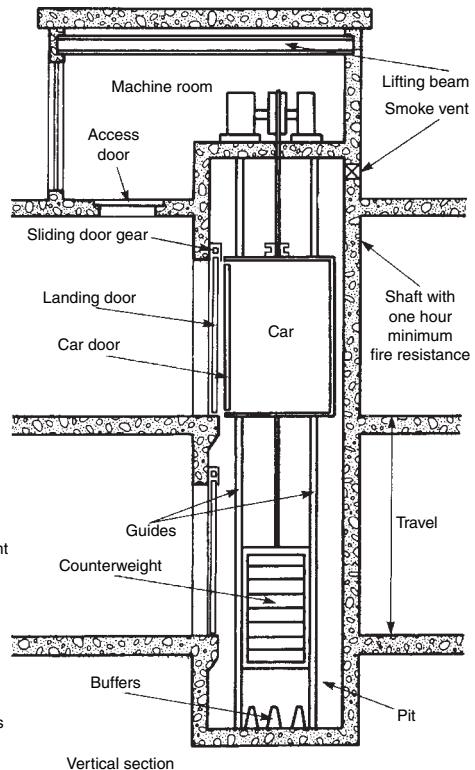 Machine room
Lifting beam
Smoke vent
Access
door
Sliding door gear
Landing door
Car door
Car
Shaft with
one hour
minimum
fire resistance
Guides
Travel
Counterweight
Buffers
Pit
Vertical section